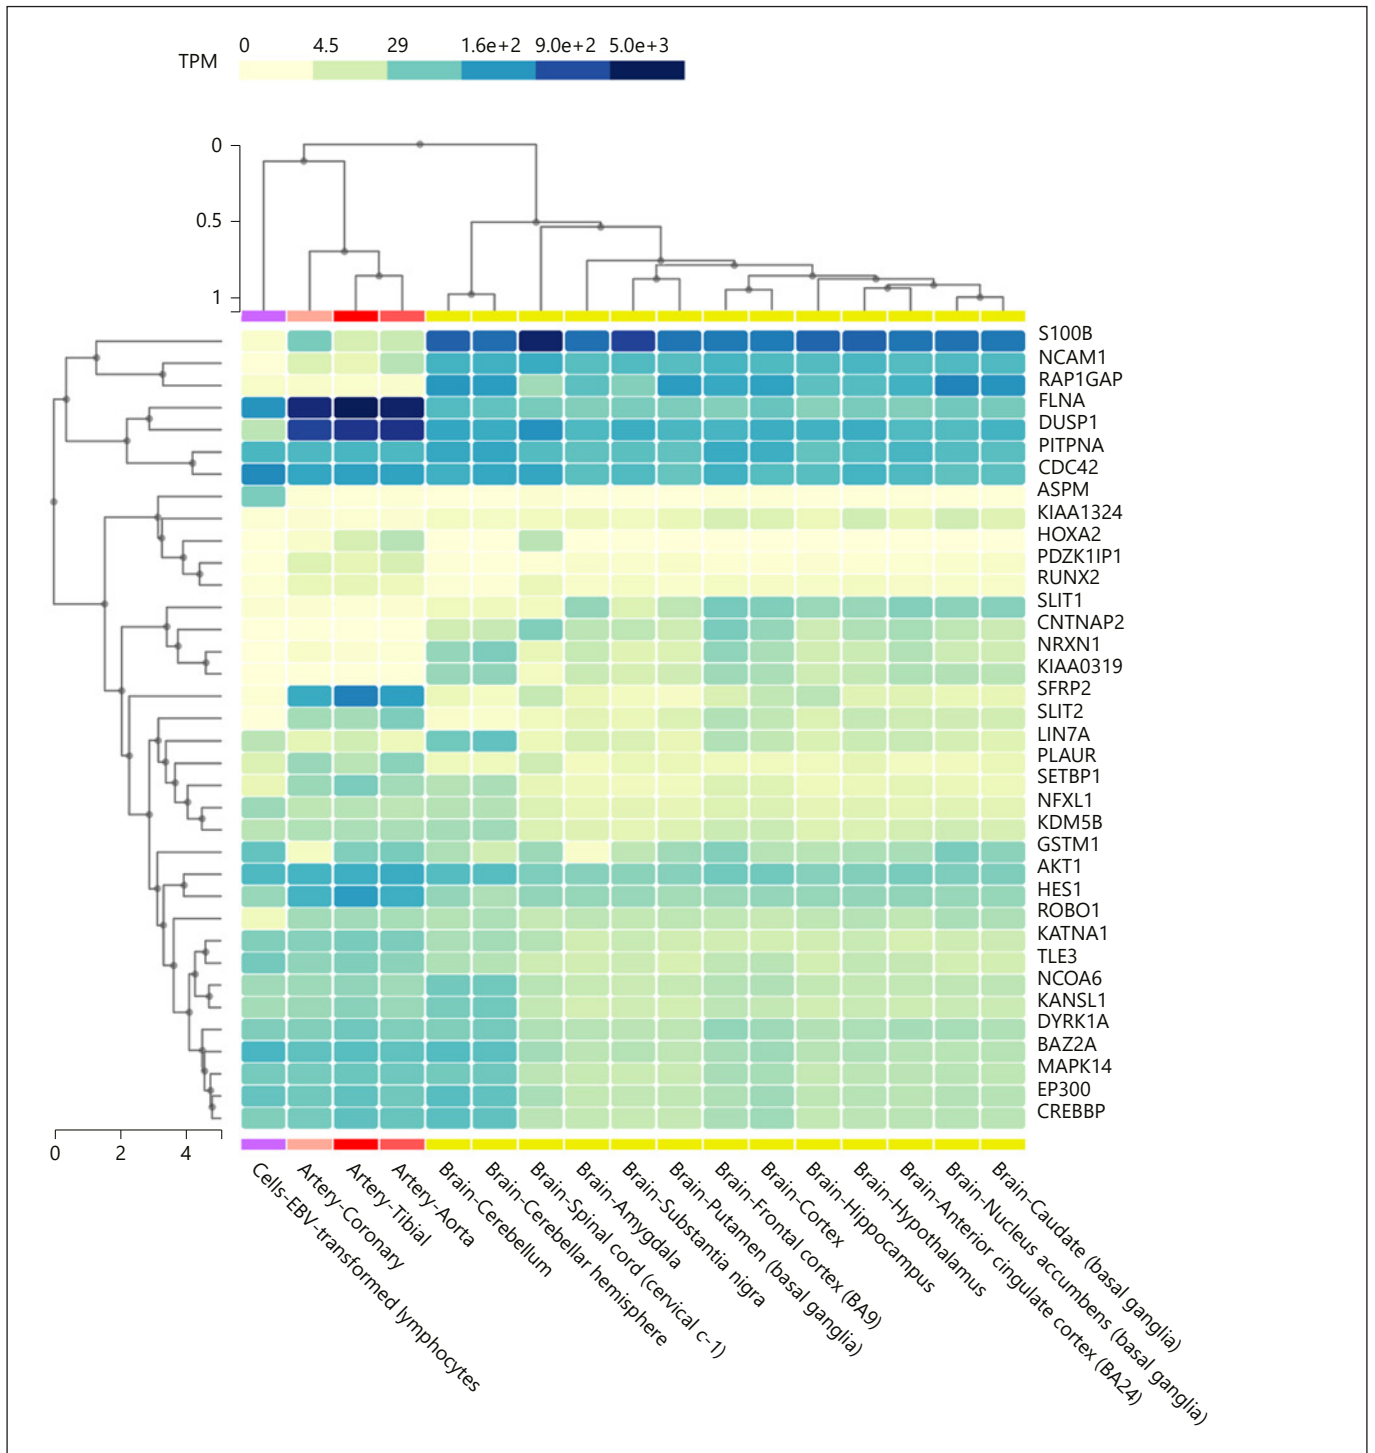 0 4.5 29 1.6e+2 9.0e+2 5.0e+3
TPM
0
0.5
1
S100B
NCAM1
RAP1GAP
FLNA
DUSP1
PITPNA
CDC42
ASPM
KIAA1324
HOXA2
PDZK1IP1
RUNX2
SLIT1
CNTNAP2
NRXN1
KIAA0319
SFRP2
SLIT2
LIN7A
PLAUR
SETBP1
NFXL1
KDM5B
GSTM1
AKT1
HES1
ROBO1
KATNA1
TLE3
NCOA6
KANSL1
DYRK1A
BAZ2A
MAPK14
EP300
CREBBP
0 2 4
Cells-EBV-transformed lymphocytes
Artery-Coronary
Artery-Tibial
Artery-Aorta
Brain-Cerebellum
Brain-Cerebellar hemisphere
Brain-Spinal cord (cervical c-1)
Brain-Amygdala
Brain-Substantia nigra
Brain-Putamen (basal ganglia)
Brain-Frontal cortex (BA9)
Brain-Cortex
Brain-Hippocampus
Brain-Hypothalamus
Brain-Anterior cingulate cortex (BA24)
Brain-Nucleus accumbens (basal ganglia)
Brain-Caudate (basal ganglia)